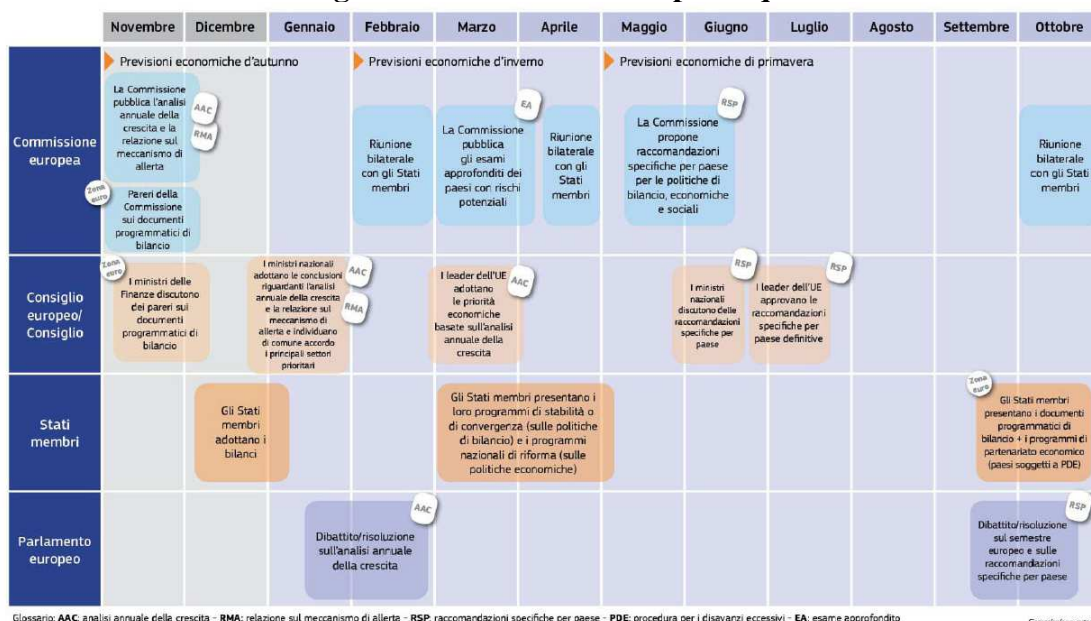 Novembre Dicembre Gennaio Febbraio Marzo Aprile Maggio Giugno Luglio Agosto Settembre Ottobre
Commissione
europea
Previsioni economiche d'autunno
Previsioni economiche d'inverno
Previsioni economiche di primavera
La Commissione
pubblica l'analisi
annuale della
crescita e la
relazione sul
meccanismo di
allerta
AAC
RMA
Zona
euro
Pareri della
Commissione
sui documenti
programmatici di
bilancio
Riunione
bilaterale
con gli Stati
membri
EA
La Commissione
pubblica
gli esami
approfonditi dei
paesi con rischi
potenziali
Riunione
bilaterale
con gli
Stati
membri
RSP
La Commissione
propone
raccomandazioni
specifiche per paese
per le politiche di
bilancio, economiche
e sociali
Riunione
bilaterale
con gli Stati
membri
Consiglio
europeo/
Consiglio
Zona
euro
I ministri delle
Finanze discutono
dei pareri sui
documenti
programmatici di
bilancio
I ministri nazionali
adottano le conclusioni
riguardanti l'analisi
annuale della crescita
e la relazione sul
meccanismo di
allerta e individuano
di comune accordo
i principali settori
prioritari
AAC
RMA
I leader dell'UE
adottano
le priorità
economiche
basate sull'analisi
annuale della
crescita
AAC
I ministri
nazionali
discutono delle
raccomandazioni
specifiche per
paese
RSP
I leader dell'UE
approvano le
raccomandazioni
specifiche per
paese definitive
RSP
Stati
membri
Gli Stati
membri
adottano i
bilanci
Gli Stati membri presentano i
loro programmi di stabilità o
di convergenza (sulle politiche
di bilancio) e i programmi
nazionali di riforma (sulle
politiche economiche)
Zona
euro
Gli Stati membri
presentano i documenti
programmatici di
bilancio + i programmi di
partenariato economico
(paesi soggetti a PDE)
Parlamento
europeo
AAC
Dibattito/risoluzione
sull'analisi annuale
della crescita
RSP
Dibattito/risoluzione
sul semestre
europeo e sulle
raccomandazioni
specifiche per paese
Glossario: AAC: analisi annuale della crescita - RMA: relazione sul meccanismo di allerta - RSP: raccomandazioni specifiche per paese - PDE: procedura per i disavanzi eccessivi - EA: esame approfondito